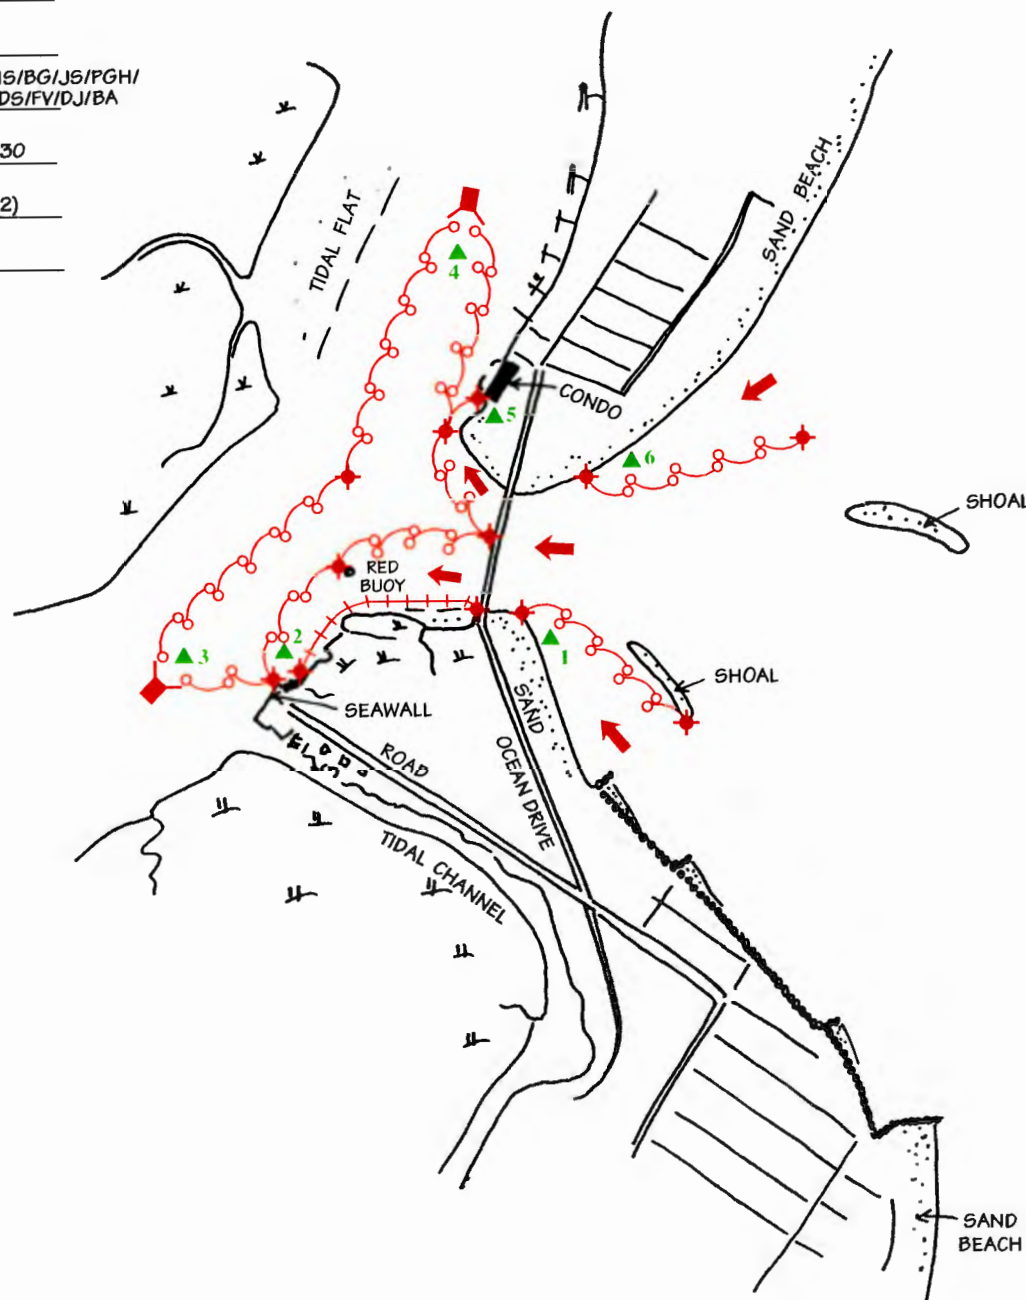 S/BG/JS/PGH/
DS/FV/DJ/BA
30
2)
TIDAL FLAT
SAND BEACH
4
CONDO
5
6
SHOAL
RED
BUOY
2
3
1
SHOAL
SEAWALL
SAND
ROAD
OCEAN DRIVE
TIDAL CHANNEL
SAND
BEACH